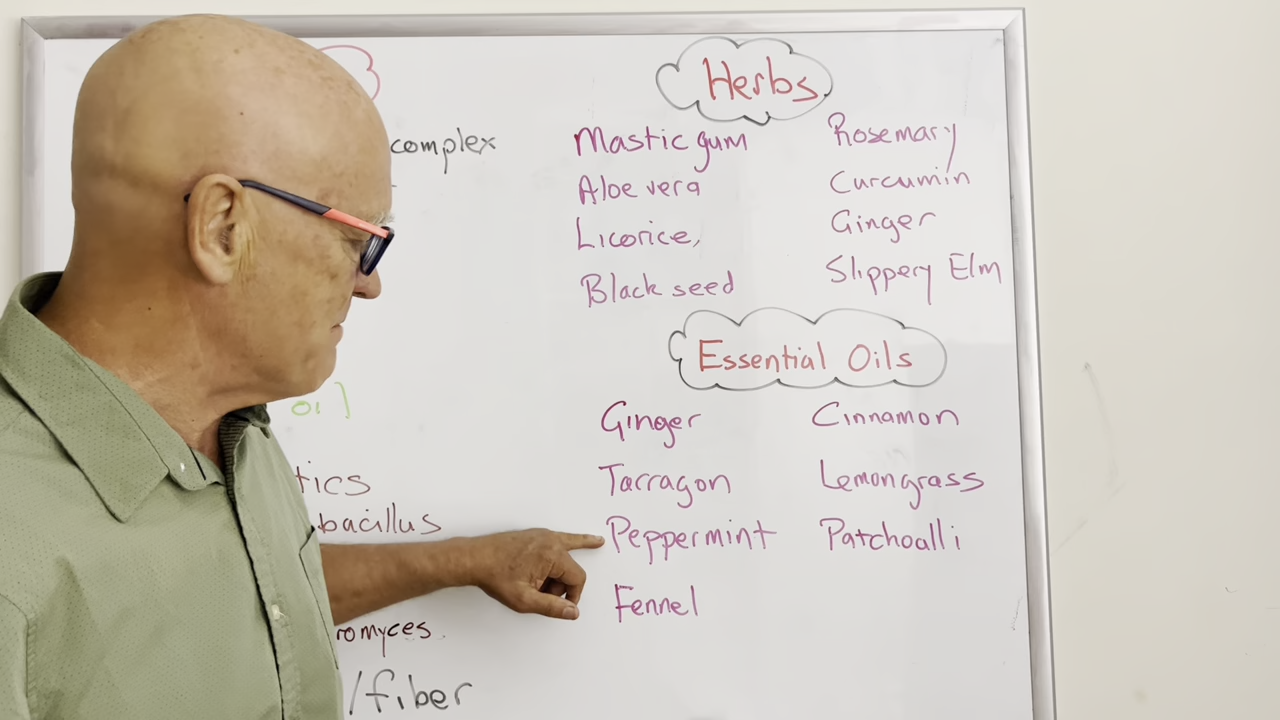 complex
oil
tics
bacillus
romyces.
/fiber
Herbs
Mastic gum
Aloe vera
Licorice,
Black seed
Rosemary
Curcumin
Ginger
Slippery Elm
Essential Oils
Ginger
Tarragon
Peppermint
Fennel
Cinnamon
Lemongrass
Patchoalli